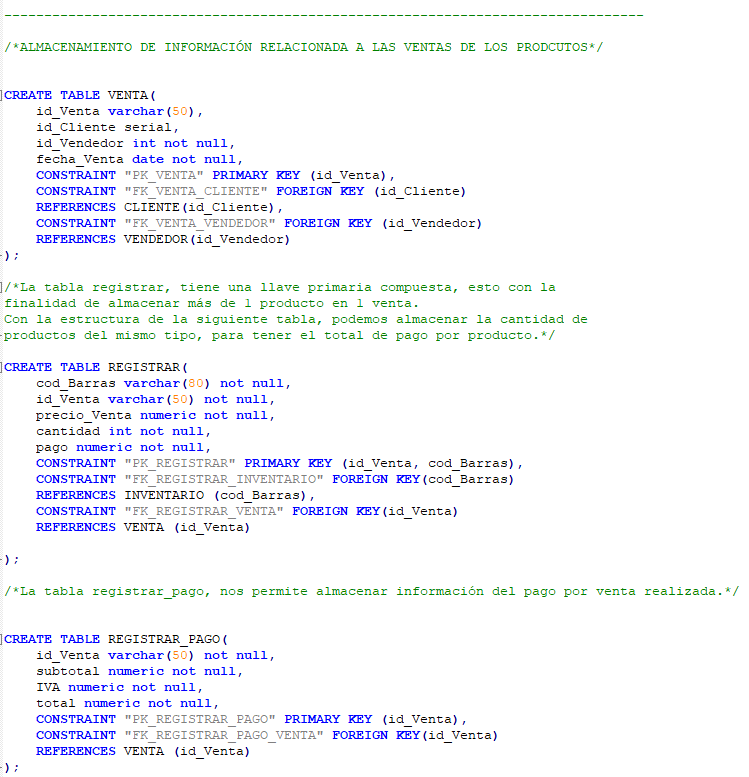 --------------------------------------------------------------------------------
/*ALMACENAMIENTO DE INFORMACIÓN RELACIONADA A LAS VENTAS DE LOS PRODCUTOS*/
CREATE TABLE VENTA(
id_Venta varchar(50),
id_Cliente serial,
id_Vendedor int not null,
fecha_Venta date not null,
CONSTRAINT "PK_VENTA" PRIMARY KEY (id_Venta),
CONSTRAINT "FK_VENTA_CLIENTE" FOREIGN KEY (id_Cliente)
REFERENCES CLIENTE(id_Cliente),
CONSTRAINT "FK_VENTA_VENDEDOR" FOREIGN KEY (id_Vendedor)
REFERENCES VENDEDOR(id_Vendedor)
);
/*La tabla registrar, tiene una llave primaria compuesta, esto con la
finalidad de almacenar más de 1 producto en 1 venta.
Con la estructura de la siguiente tabla, podemos almacenar la cantidad de
productos del mismo tipo, para tener el total de pago por producto.*/
CREATE TABLE REGISTRAR(
cod_Barras varchar(80) not null,
id_Venta varchar(50) not null,
precio_Venta numeric not null,
cantidad int not null,
pago numeric not null,
CONSTRAINT "PK_REGISTRAR" PRIMARY KEY (id_Venta, cod_Barras),
CONSTRAINT "FK_REGISTRAR_INVENTARIO" FOREIGN KEY(cod_Barras)
REFERENCES INVENTARIO (cod_Barras),
CONSTRAINT "FK_REGISTRAR_VENTA" FOREIGN KEY(id_Venta)
REFERENCES VENTA (id_Venta)
);
/*La tabla registrar_pago, nos permite almacenar información del pago por venta realizada.*/
CREATE TABLE REGISTRAR_PAGO(
id_Venta varchar(50) not null,
subtotal numeric not null,
IVA numeric not null,
total numeric not null,
CONSTRAINT "PK_REGISTRAR_PAGO" PRIMARY KEY (id_Venta),
CONSTRAINT "FK_REGISTRAR_PAGO_VENTA" FOREIGN KEY(id_Venta)
REFERENCES VENTA (id_Venta)
);